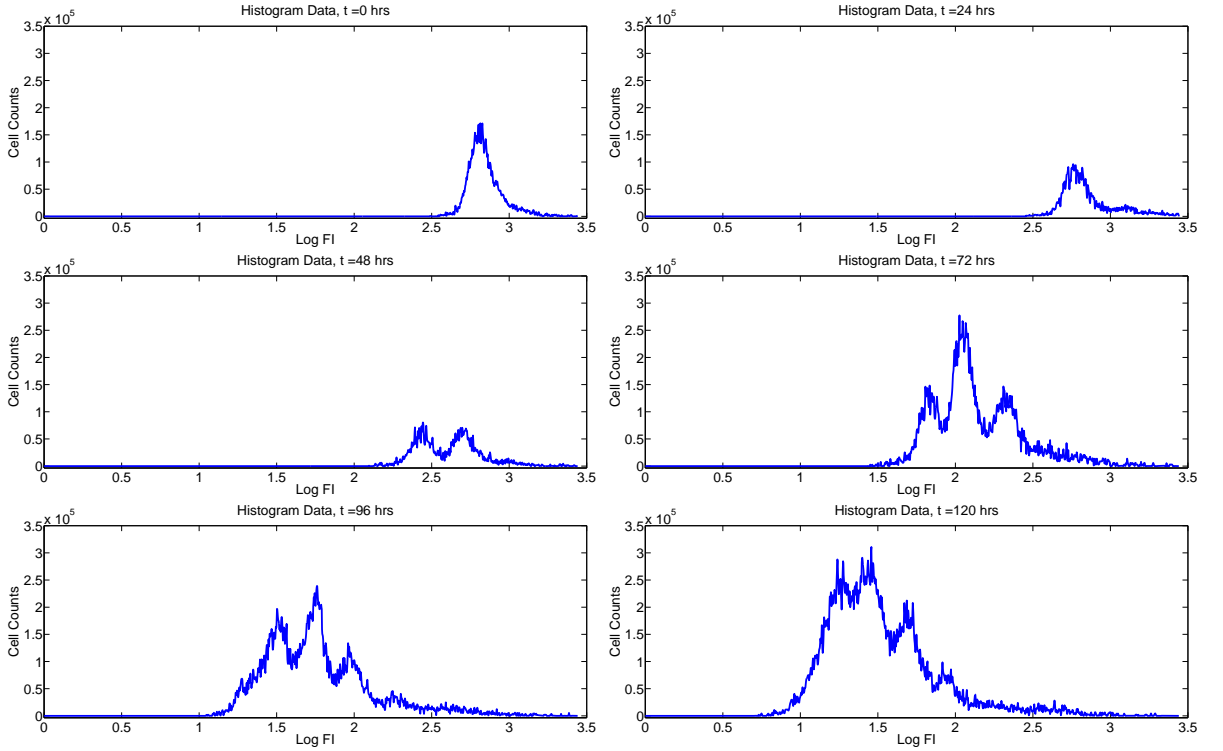 Histogram Data, t =0 hrs
x 10^5
3.5
3
2.5
2
1.5
1
0.5
0
Cell Counts
0 0.5 1 1.5 2 2.5 3 3.5
Log FI
Histogram Data, t =24 hrs
x 10^5
3.5
3
2.5
2
1.5
1
0.5
0
Cell Counts
0 0.5 1 1.5 2 2.5 3 3.5
Log FI
Histogram Data, t =48 hrs
x 10^5
3.5
3
2.5
2
1.5
1
0.5
0
Cell Counts
0 0.5 1 1.5 2 2.5 3 3.5
Log FI
Histogram Data, t =72 hrs
x 10^5
3.5
3
2.5
2
1.5
1
0.5
0
Cell Counts
0 0.5 1 1.5 2 2.5 3 3.5
Log FI
Histogram Data, t =96 hrs
x 10^5
3.5
3
2.5
2
1.5
1
0.5
0
Cell Counts
0 0.5 1 1.5 2 2.5 3 3.5
Log FI
Histogram Data, t =120 hrs
x 10^5
3.5
3
2.5
2
1.5
1
0.5
0
Cell Counts
0 0.5 1 1.5 2 2.5 3 3.5
Log FI